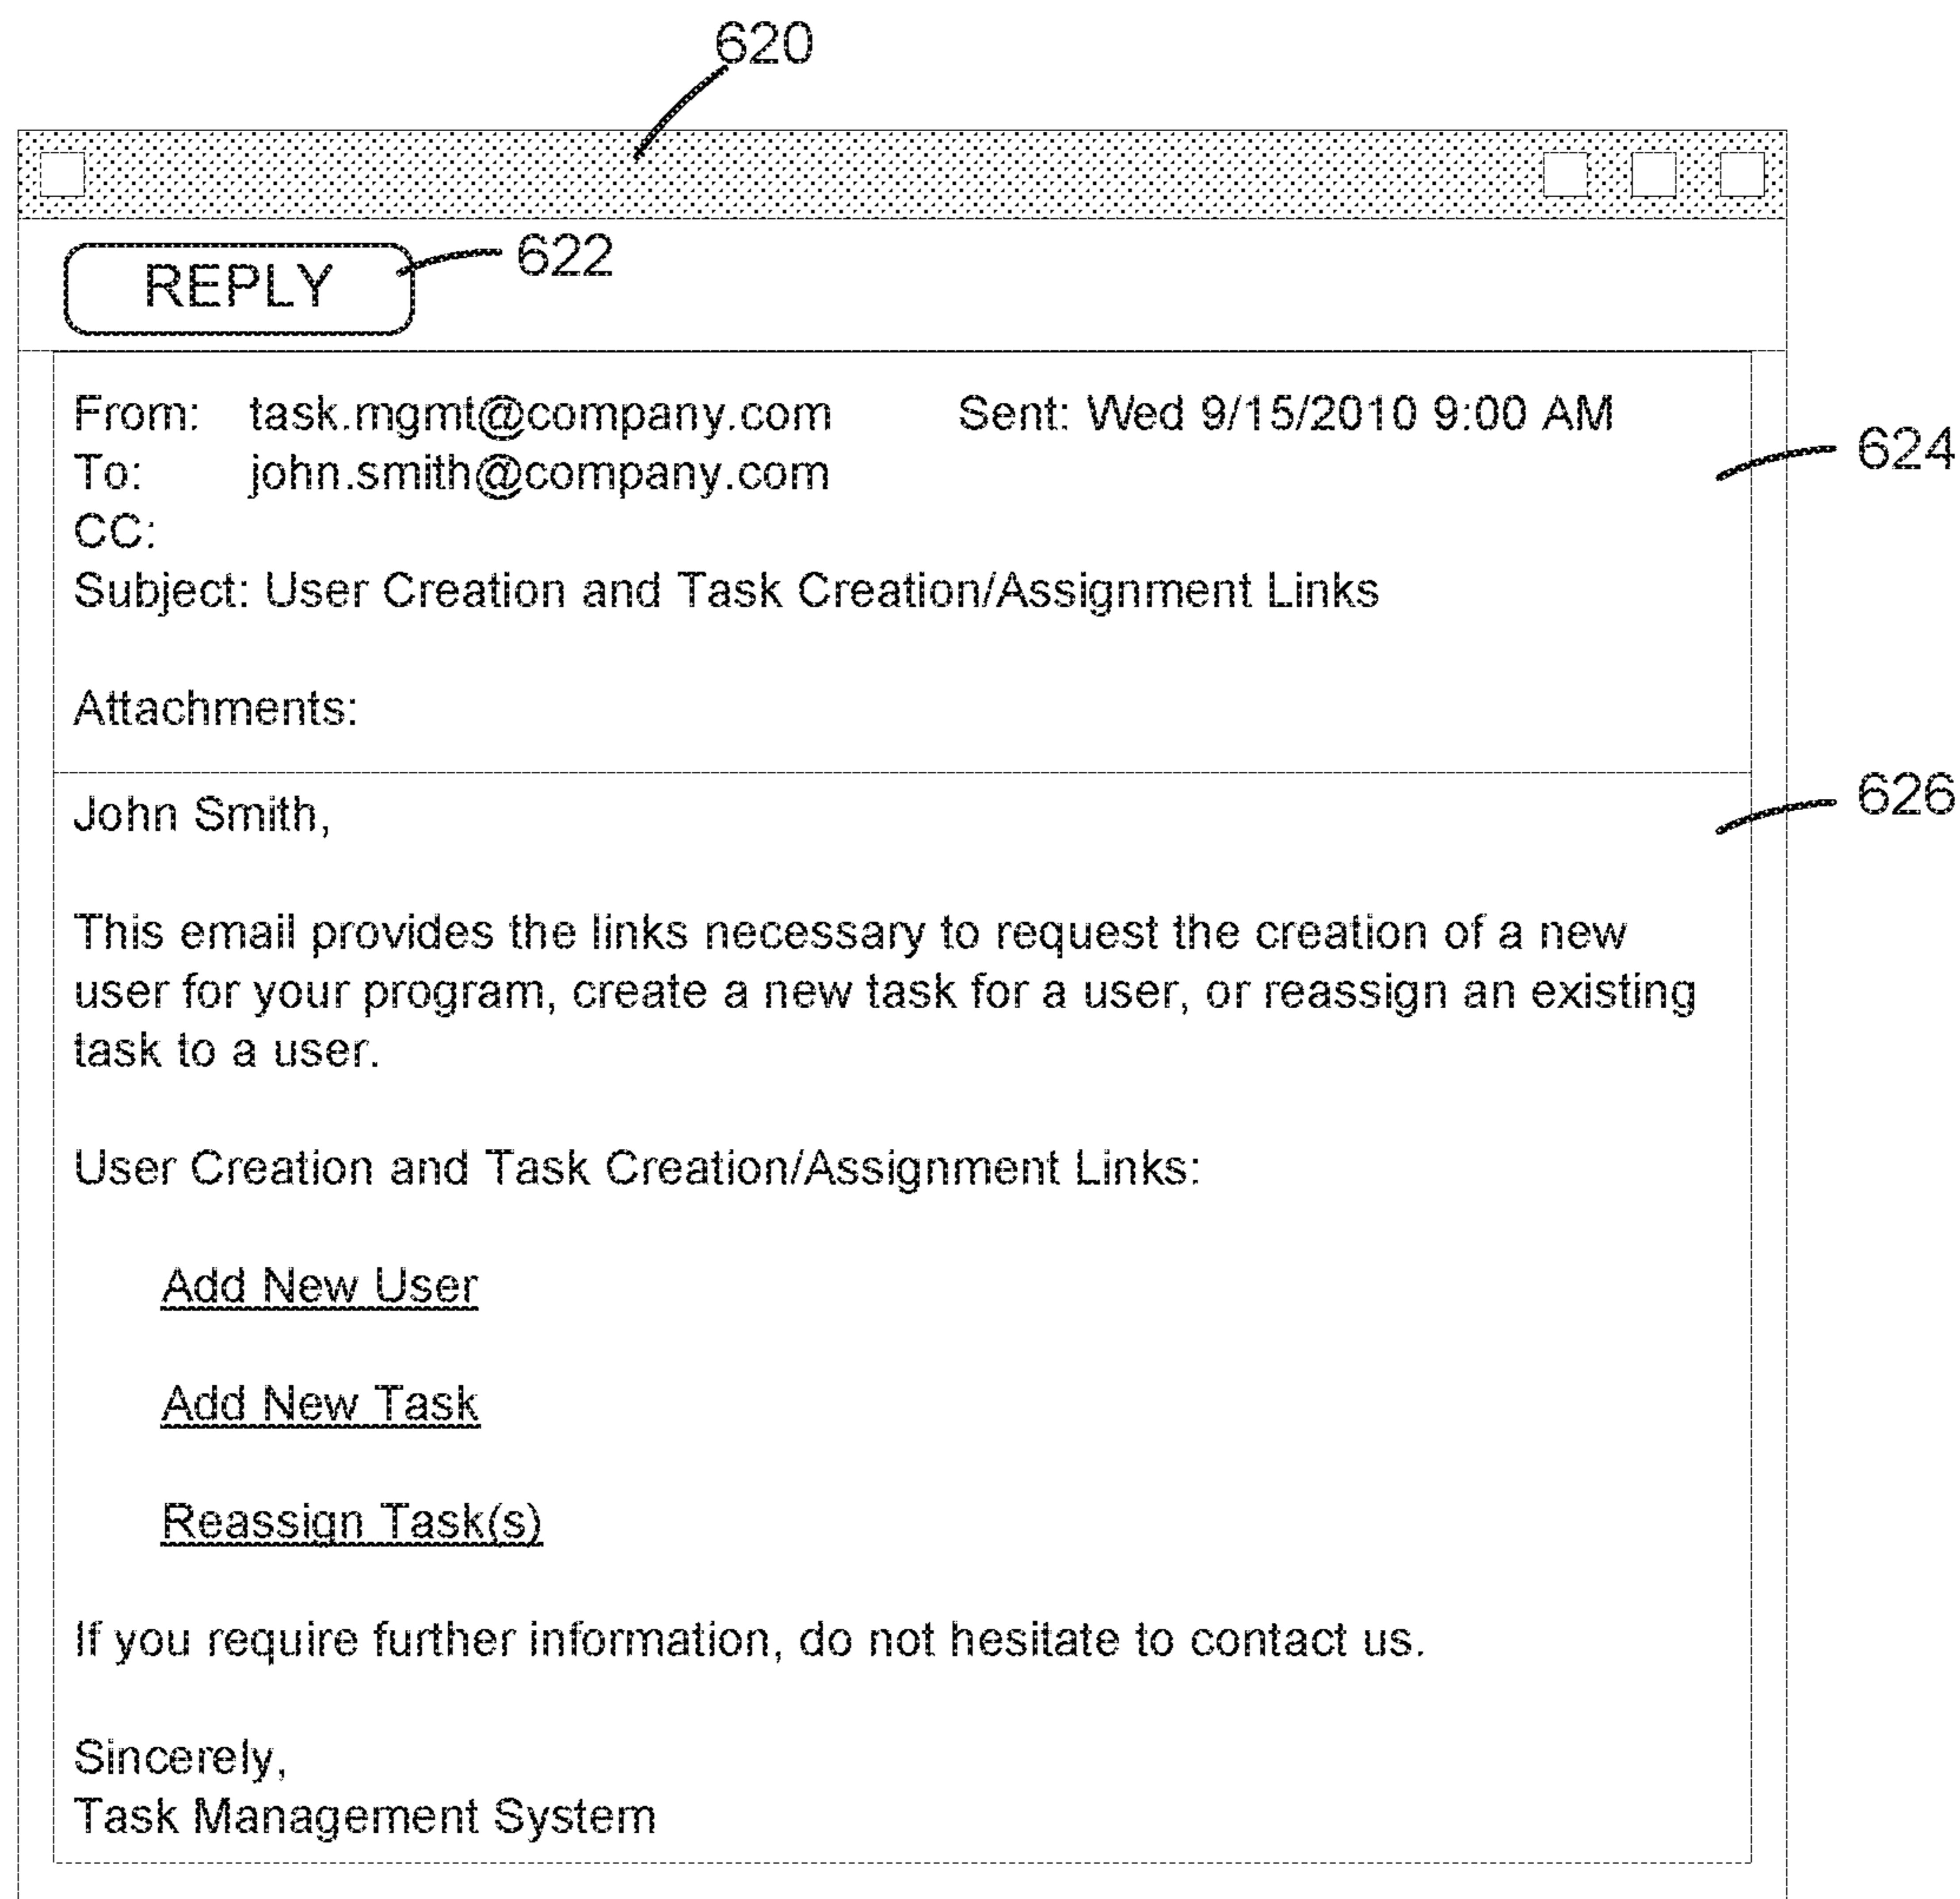 620
REPLY 622
From: task.mgmt@company.com Sent: Wed 9/15/2010 9:00 AM
624
To: john.smith@company.com
CC:
Subject: User Creation and Task Creation/Assignment Links
Attachments:
626
John Smith,
This email provides the links necessary to request the creation of a new
user for your program, create a new task for a user, or reassign an existing
task to a user.
User Creation and Task Creation/Assignment Links:
Add New User
Add New Task
Reassign Task(s)
If you require further information, do not hesitate to contact us.
Sincerely,
Task Management System